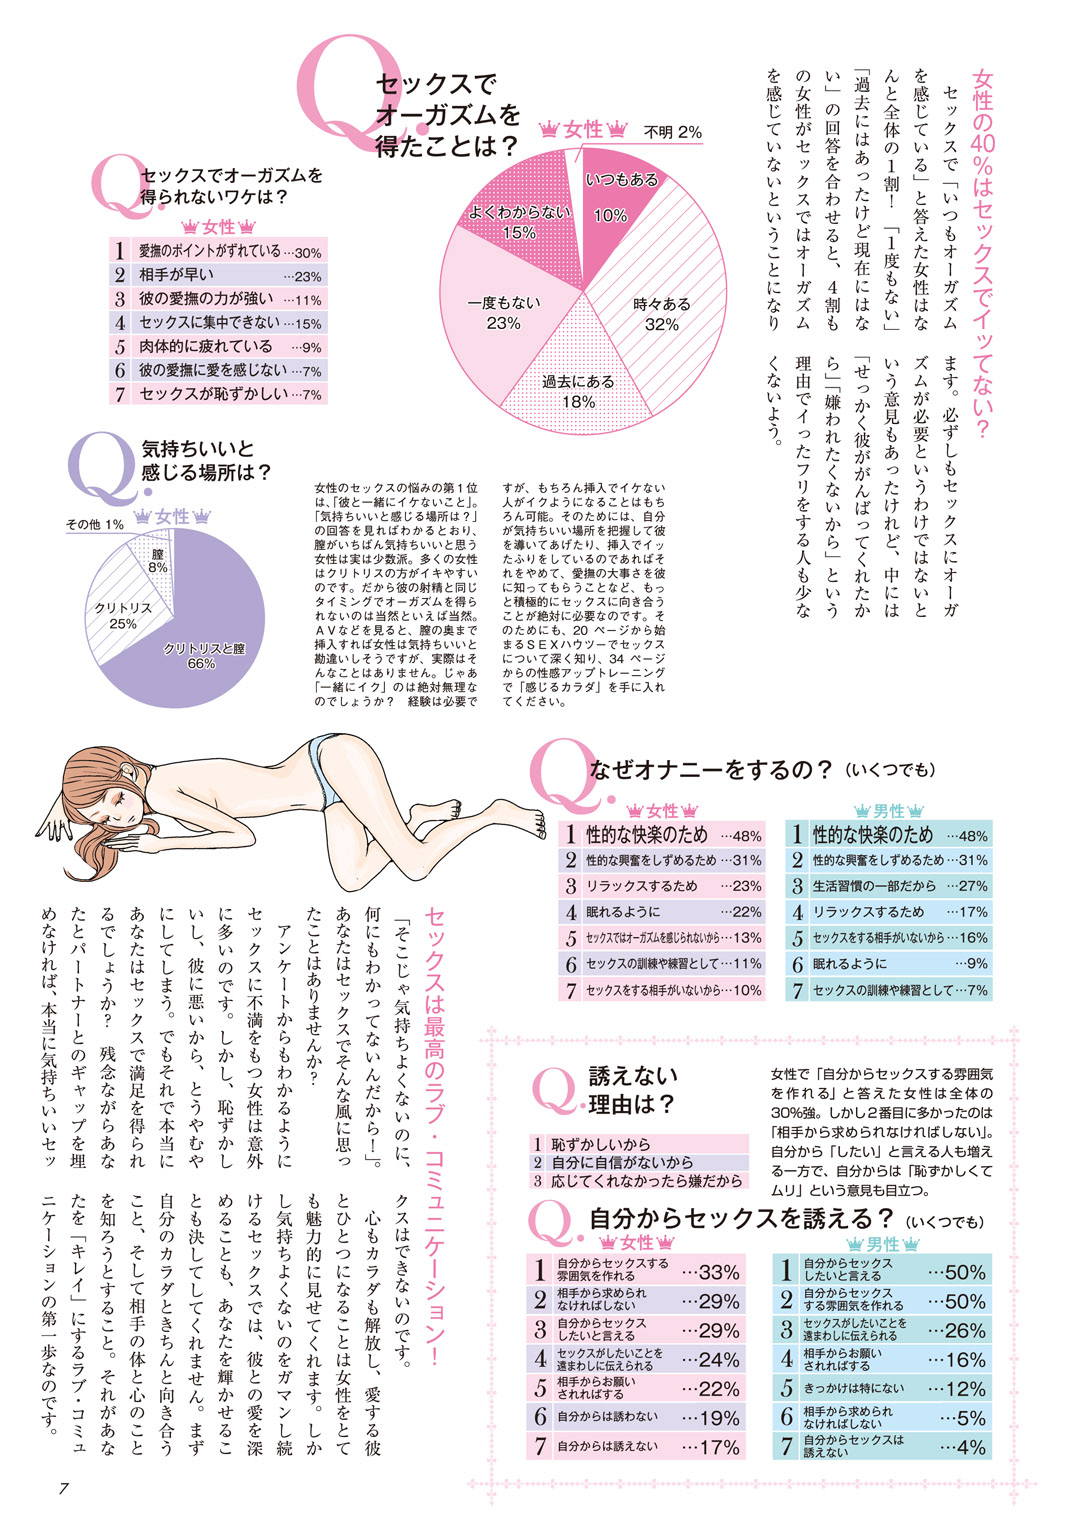 女性の40％はセックスでイッてない？
　セックスで「いつもオーガズム
を感じている」と答えた女性はな
んと全体の１割！　「１度もない」
「過去にはあったけど現在にはな
い」の回答を合わせると、４割も
の女性がセックスではオーガズム
を感じていないということになり
ます。必ずしもセックスにオーガ
ズムが必要というわけではないと
いう意見もあったけれど、中には
「せっかく彼ががんばってくれたか
ら」「嫌われたくないから」という
理由でイったフリをする人も少な
くないよう。
Q.
セックスで
オーガズムを
得たことは？
女性
不明 2%
いつもある
10%
時々ある
32%
過去にある
18%
一度もない
23%
よくわからない
15%
Q.
セックスでオーガズムを
得られないワケは？
女性
1 愛撫のポイントがずれている …30%
2 相手が早い …23%
3 彼の愛撫の力が強い …11%
4 セックスに集中できない …15%
5 肉体的に疲れている …9%
6 彼の愛撫に愛を感じない …7%
7 セックスが恥ずかしい …7%
Q.
気持ちいいと
感じる場所は？
女性
その他 1%
膣
8%
クリトリス
25%
クリトリスと膣
66%
女性のセックスの悩みの第１位
は、「彼と一緒にイケないこと」。
「気持ちいいと感じる場所は？」
の回答を見ればわかるとおり、
膣がいちばん気持ちいいと思う
女性は実は少数派。多くの女性
はクリトリスの方がイキやすい
のです。だから彼の射精と同じ
タイミングでオーガズムを得ら
れないのは当然といえば当然。
ＡＶなどを見ると、膣の奥まで
挿入すれば女性は気持ちいいと
勘違いしそうですが、実際はそ
んなことはありません。じゃあ
「一緒にイク」のは絶対無理な
のでしょうか？　経験は必要で
すが、もちろん挿入でイケない
人がイクようになることはもち
ろん可能。そのためには、自分
が気持ちいい場所を把握して彼
を導いてあげたり、挿入でイッ
たふりをしているのであればそ
れをやめて、愛撫の大事さを彼
に知ってもらうことなど、もっ
と積極的にセックスに向き合う
ことが絶対に必要なのです。そ
のためにも、20 ページから始
まるＳＥＸハウツーでセックス
について深く知り、34 ページ
からの性感アップトレーニング
で「感じるカラダ」を手に入れ
てください。
Q.
なぜオナニーをするの？（いくつでも）
女性
1 性的な快楽のため …48%
2 性的な興奮をしずめるため …31%
3 リラックスするため …23%
4 眠れるように …22%
5 セックスではオーガズムを感じられないから …13%
6 セックスの訓練や練習として …11%
7 セックスをする相手がいないから …10%
男性
1 性的な快楽のため …48%
2 性的な興奮をしずめるため …31%
3 生活習慣の一部だから …27%
4 リラックスするため …17%
5 セックスをする相手がいないから …16%
6 眠れるように …9%
7 セックスの訓練や練習として …7%
セックスは最高のラブ・コミュニケーション！
「そこじゃ気持ちよくないのに、
何にもわかってないんだから！」。
あなたはセックスでそんな風に思っ
たことはありませんか？
　アンケートからもわかるように
セックスに不満をもつ女性は意外
に多いのです。しかし、恥ずかし
いし、彼に悪いから、とうやむや
にしてしまう。でもそれで本当に
あなたはセックスで満足を得られ
るでしょうか？　残念ながらあな
たとパートナーとのギャップを埋
めなければ、本当に気持ちいいセッ
クスはできないのです。
　心もカラダも解放し、愛する彼
とひとつになることは女性をとて
も魅力的に見せてくれます。しか
し気持ちよくないのをガマンし続
けるセックスでは、彼との愛を深
めることも、あなたを輝かせるこ
とも決してしてくれません。まず
自分のカラダときちんと向き合う
こと、そして相手の体と心のこと
を知ろうとすること。それがあな
たを「キレイ」にするラブ・コミュ
ニケーションの第一歩なのです。
Q.
誘えない
理由は？
1 恥ずかしいから
2 自分に自信がないから
3 応じてくれなかったら嫌だから
女性で「自分からセックスする雰囲気
を作れる」と答えた女性は全体の
30％強。しかし２番目に多かったのは
「相手から求められなければしない」。
自分から「したい」と言える人も増え
る一方で、自分からは「恥ずかしくて
ムリ」という意見も目立つ。
Q.
自分からセックスを誘える？（いくつでも）
女性
1 自分からセックスする
雰囲気を作れる …33%
2 相手から求められ
なければしない …29%
3 自分からセックス
したいと言える …29%
4 セックスがしたいことを
遠まわしに伝えられる …24%
5 相手からお願い
されればする …22%
6 自分からは誘わない …19%
7 自分からは誘えない …17%
男性
1 自分からセックス
したいと言える …50%
2 自分からセックス
する雰囲気を作れる …50%
3 セックスがしたいことを
遠まわしに伝えられる …26%
4 相手からお願い
されればする …16%
5 きっかけは特にない …12%
6 相手から求められ
なければしない …5%
7 自分からセックスは
誘えない …4%
7